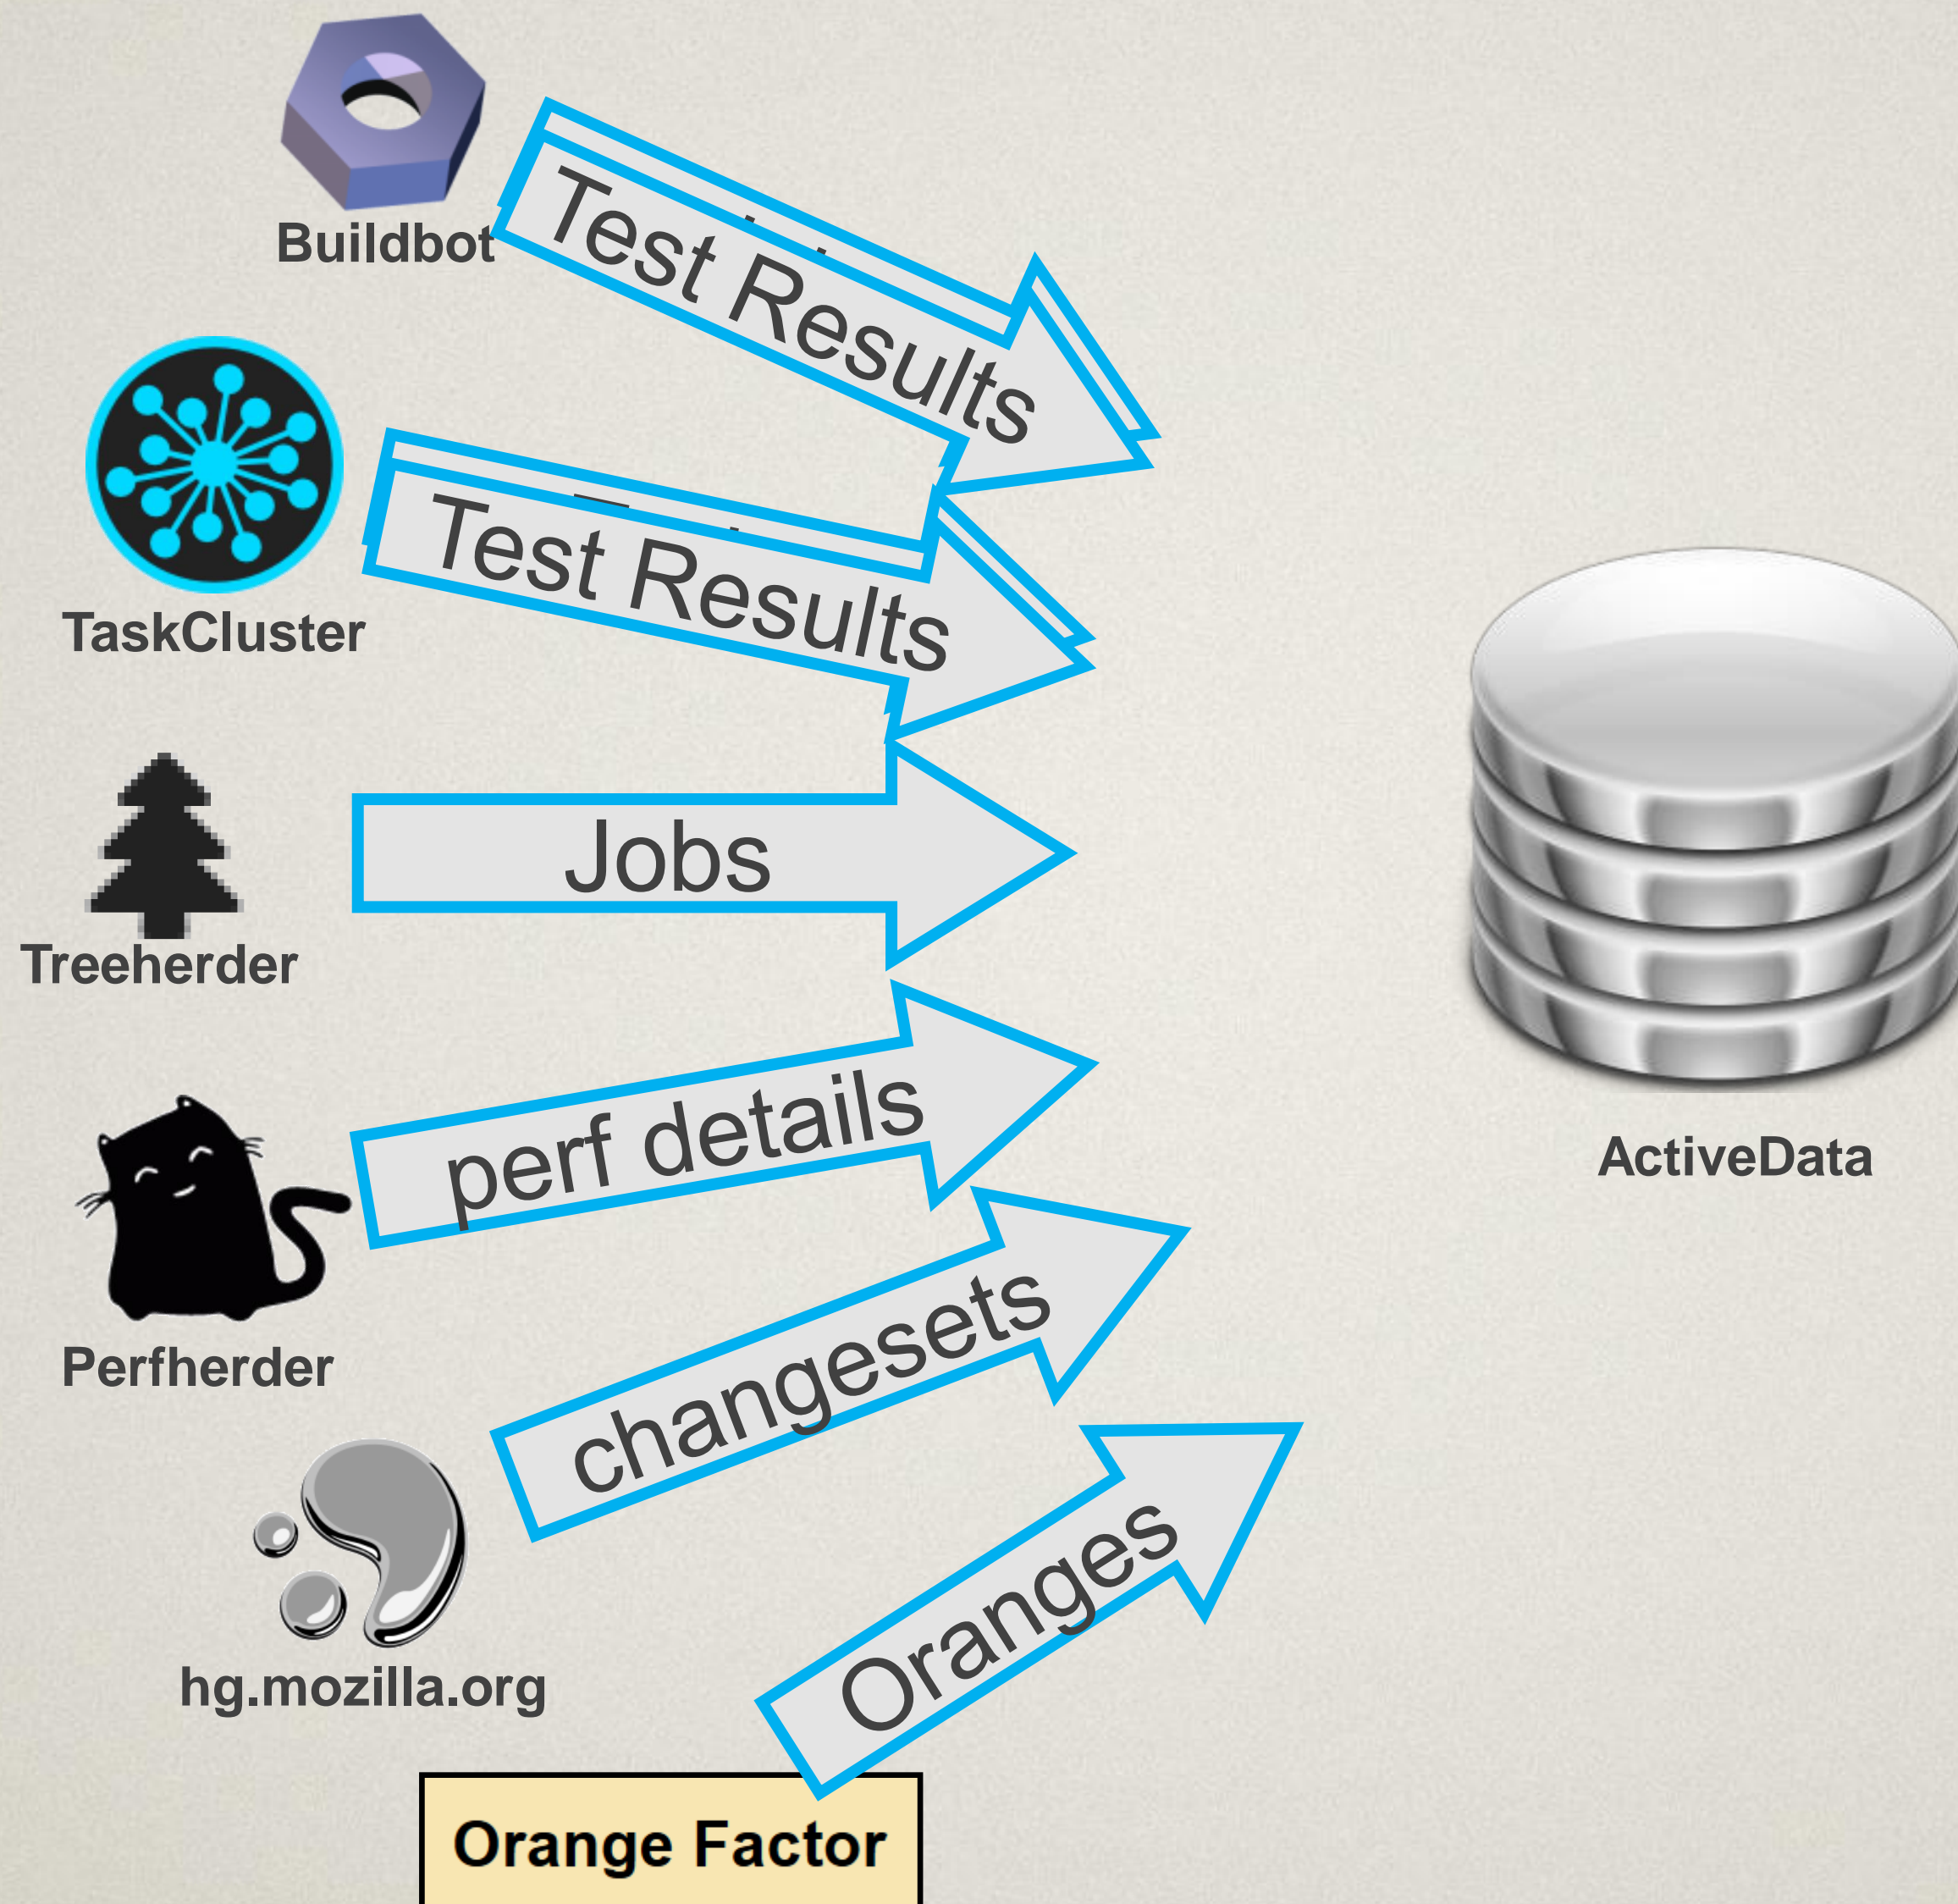 Buildbot
Test Results
TaskCluster
Test Results
Treeherder
Jobs
Perfherder
perf details
hg.mozilla.org
changesets
Orange Factor
Oranges
ActiveData